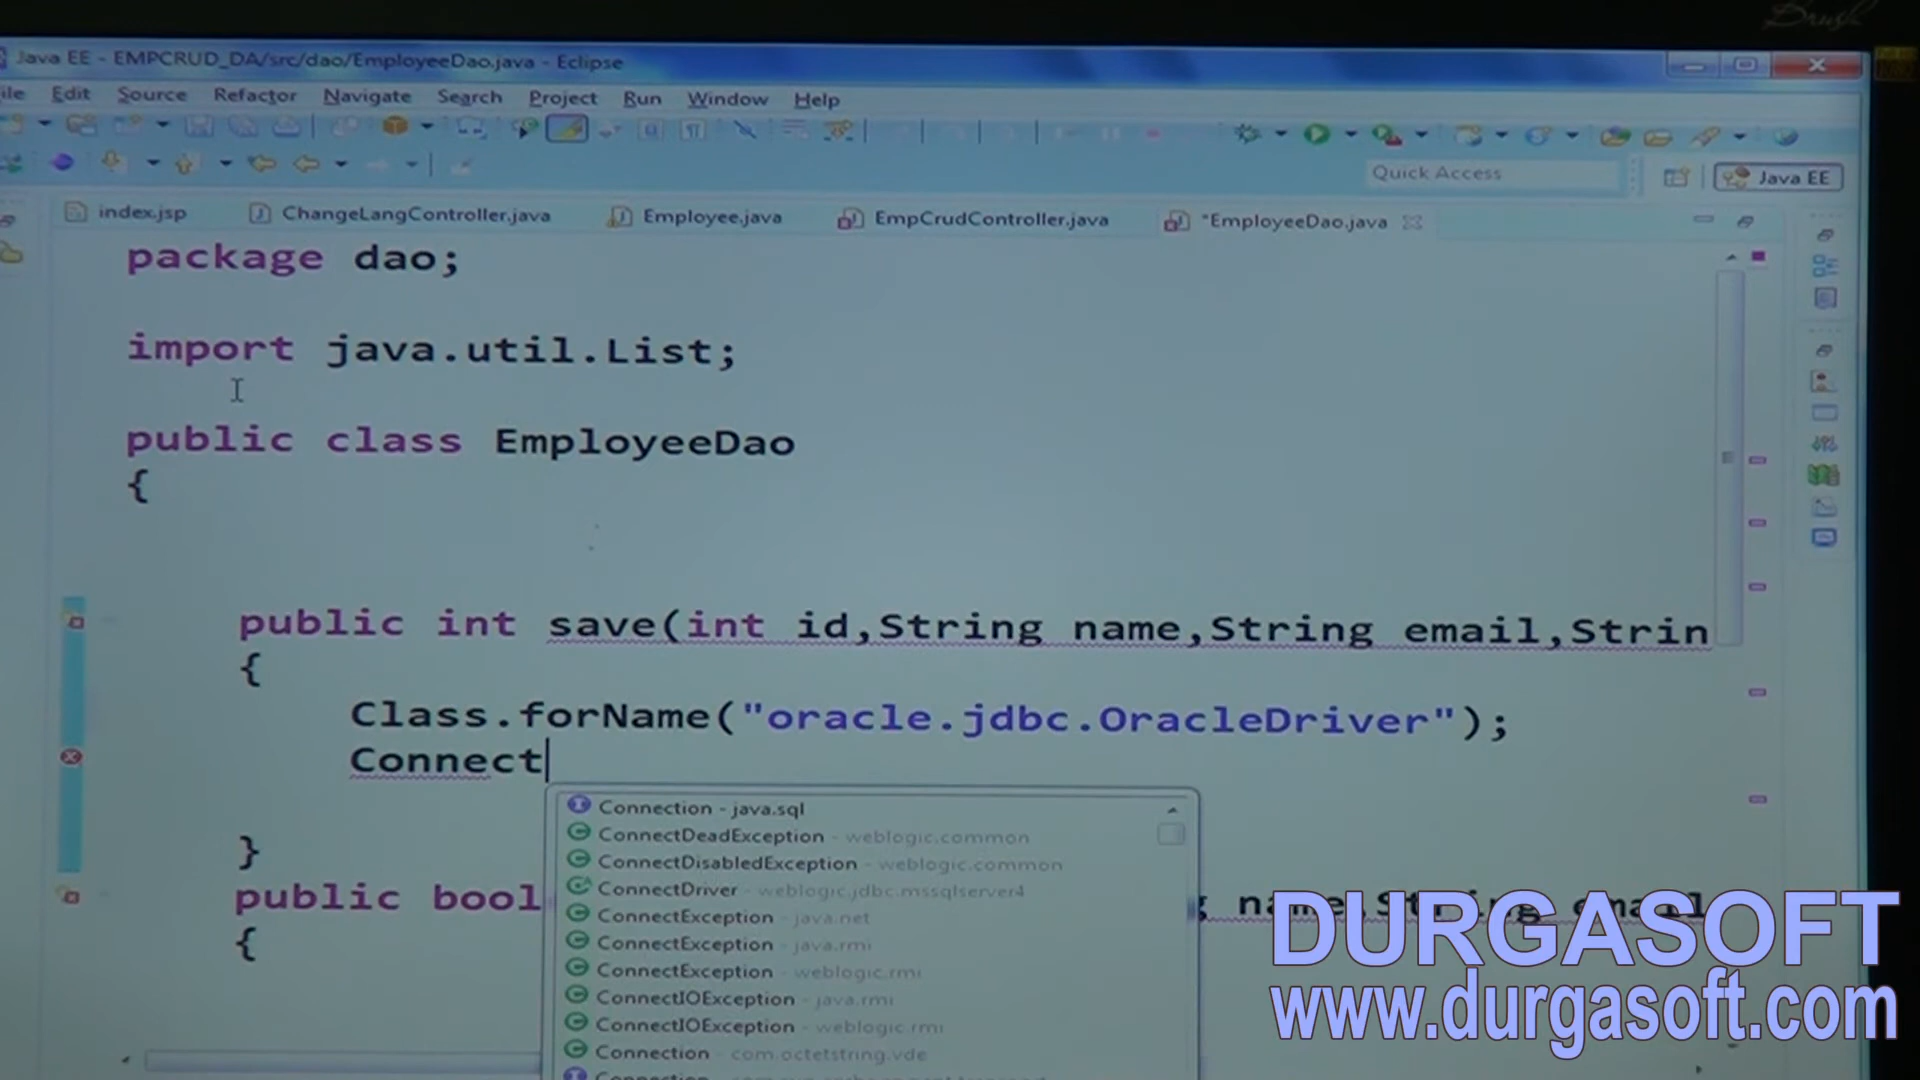 Brush
Java EE - EMPCRUD_DA/src/dao/EmployeeDao.java - Eclipse
ile Edit Source Refactor Navigate Search Project Run Window Help
Quick Access
Java EE
index.jsp
ChangeLangController.java
Employee.java
EmpCrudController.java
*EmployeeDao.java
package dao;
import java.util.List;
public class EmployeeDao
{
public int save(int id,String name,String email,Strin
{
Class.forName("oracle.jdbc.OracleDriver");
Connect
Connection - java.sql
ConnectDeadException - weblogic.common
ConnectDisabledException - weblogic.common
ConnectDriver - weblogic.jdbc.mssqlserver4
ConnectException - java.net
ConnectException - java.rmi
ConnectException - weblogic.rmi
ConnectIOException - java.rmi
ConnectIOException - weblogic.rmi
Connection - com.octetstring.vde
}
public bool g name,String email
{
DURGASOFT
www.durgasoft.com